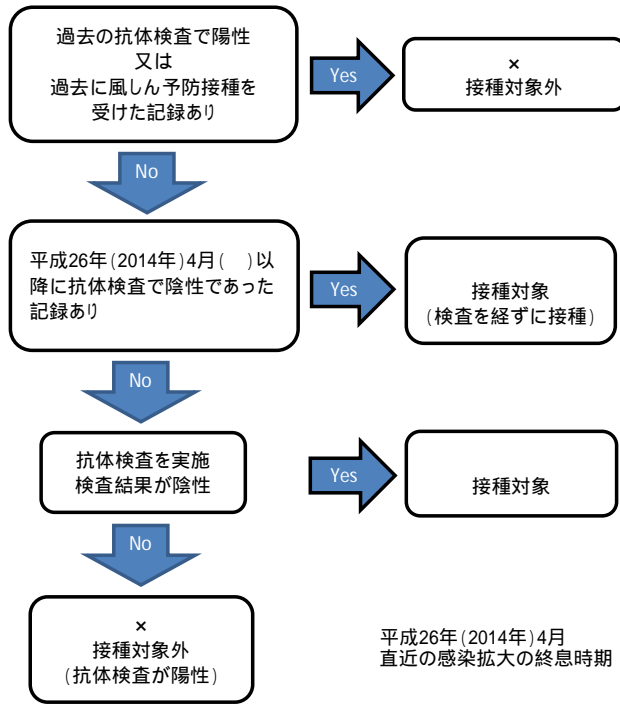 過去の抗体検査で陽性
又は
過去に風しん予防接種を
受けた記録あり
Yes
×
接種対象外
No
平成26年(2014年)4月(　)以
降に抗体検査で陰性であった
記録あり
Yes
接種対象
(検査を経ずに接種)
No
抗体検査を実施
検査結果が陰性
Yes
接種対象
No
×
接種対象外
(抗体検査が陽性)
平成26年(2014年)4月
直近の感染拡大の終息時期